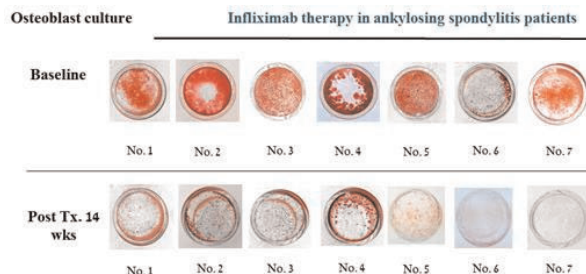 Osteoblast culture
Infliximab therapy in ankylosing spondylitis patients
Baseline
No. 1 No. 2 No. 3 No. 4 No. 5 No. 6 No. 7
Post Tx. 14
wks
No. 1 No. 2 No. 3 No. 4 No. 5 No. 6 No. 7